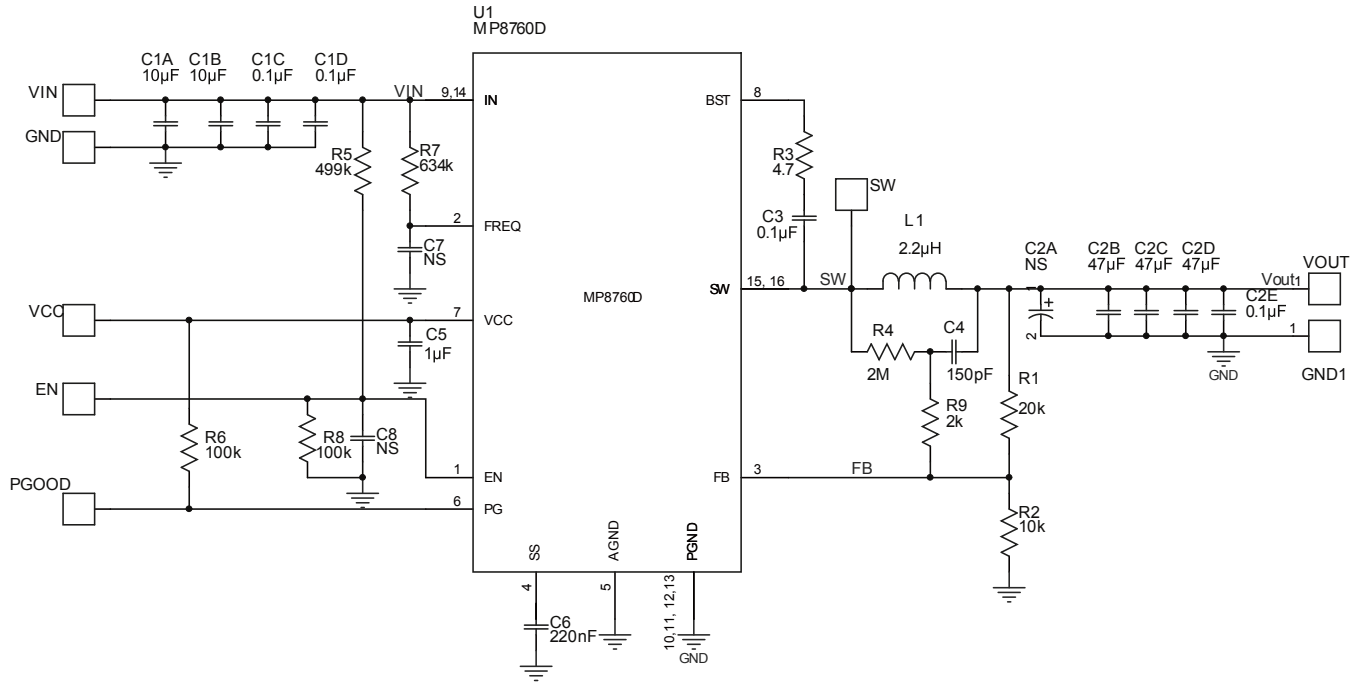 U1
MP8760D
C1A
10µF
C1B
10µF
C1C
0.1µF
C1D
0.1µF
VIN
VIN
9,14
IN
BST
8
GND
R5
499k
R7
634k
R3
4.7
SW
2
FREQ
C7
NS
C3
0.1µF
L1
2.2µH
C2A
NS
C2B
47µF
C2C
47µF
C2D
47µF
VOUT
MP8760D
SW
15, 16
SW
1
Vout
1
C2E
0.1µF
VCC
7
VCC
C5
1µF
R4
2M
C4
150pF
+
2
1
GND
GND1
EN
R6
100k
R8
100k
C8
NS
R9
2k
R1
20k
1
EN
FB
3
FB
PGOOD
6
PG
R2
10k
SS
AGND
PGND
4
5
10,11, 12,13
C6
220nF
GND